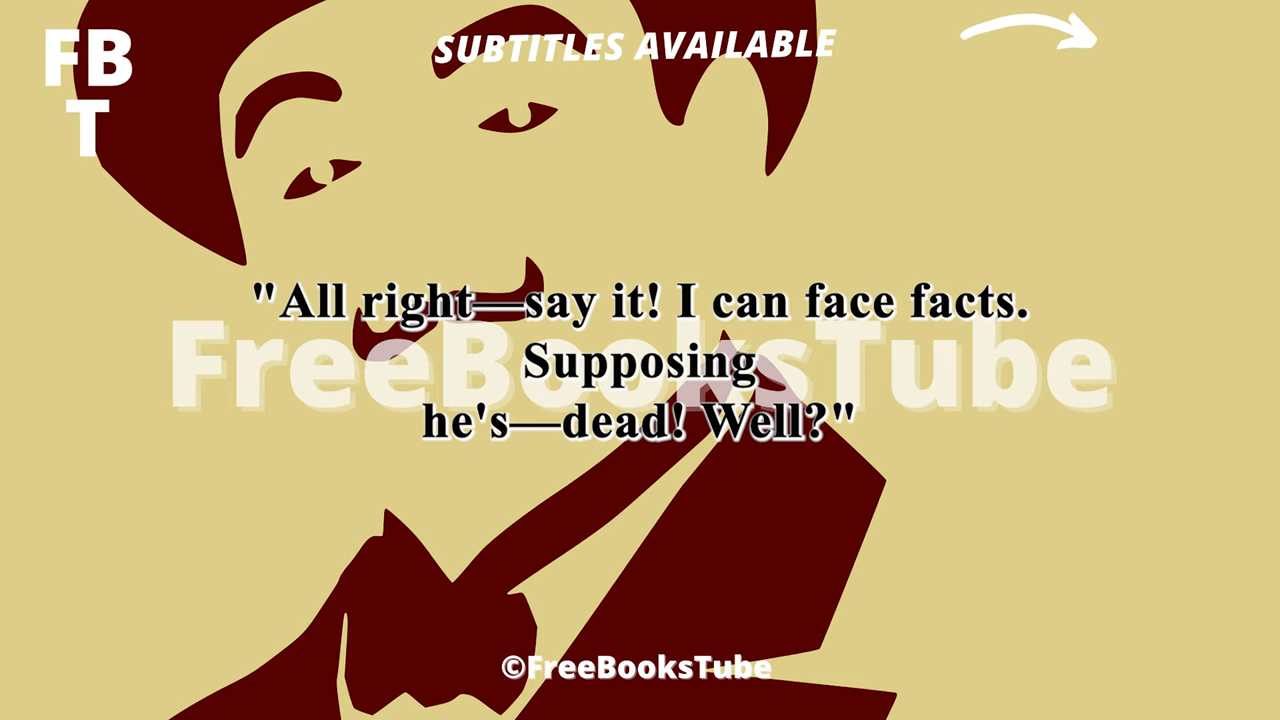 FB
T
SUBTITLES AVAILABLE
"All right—say it! I can face facts.
Supposing
he's—dead! Well?"
FreeBooksTube
©FreeBooksTube